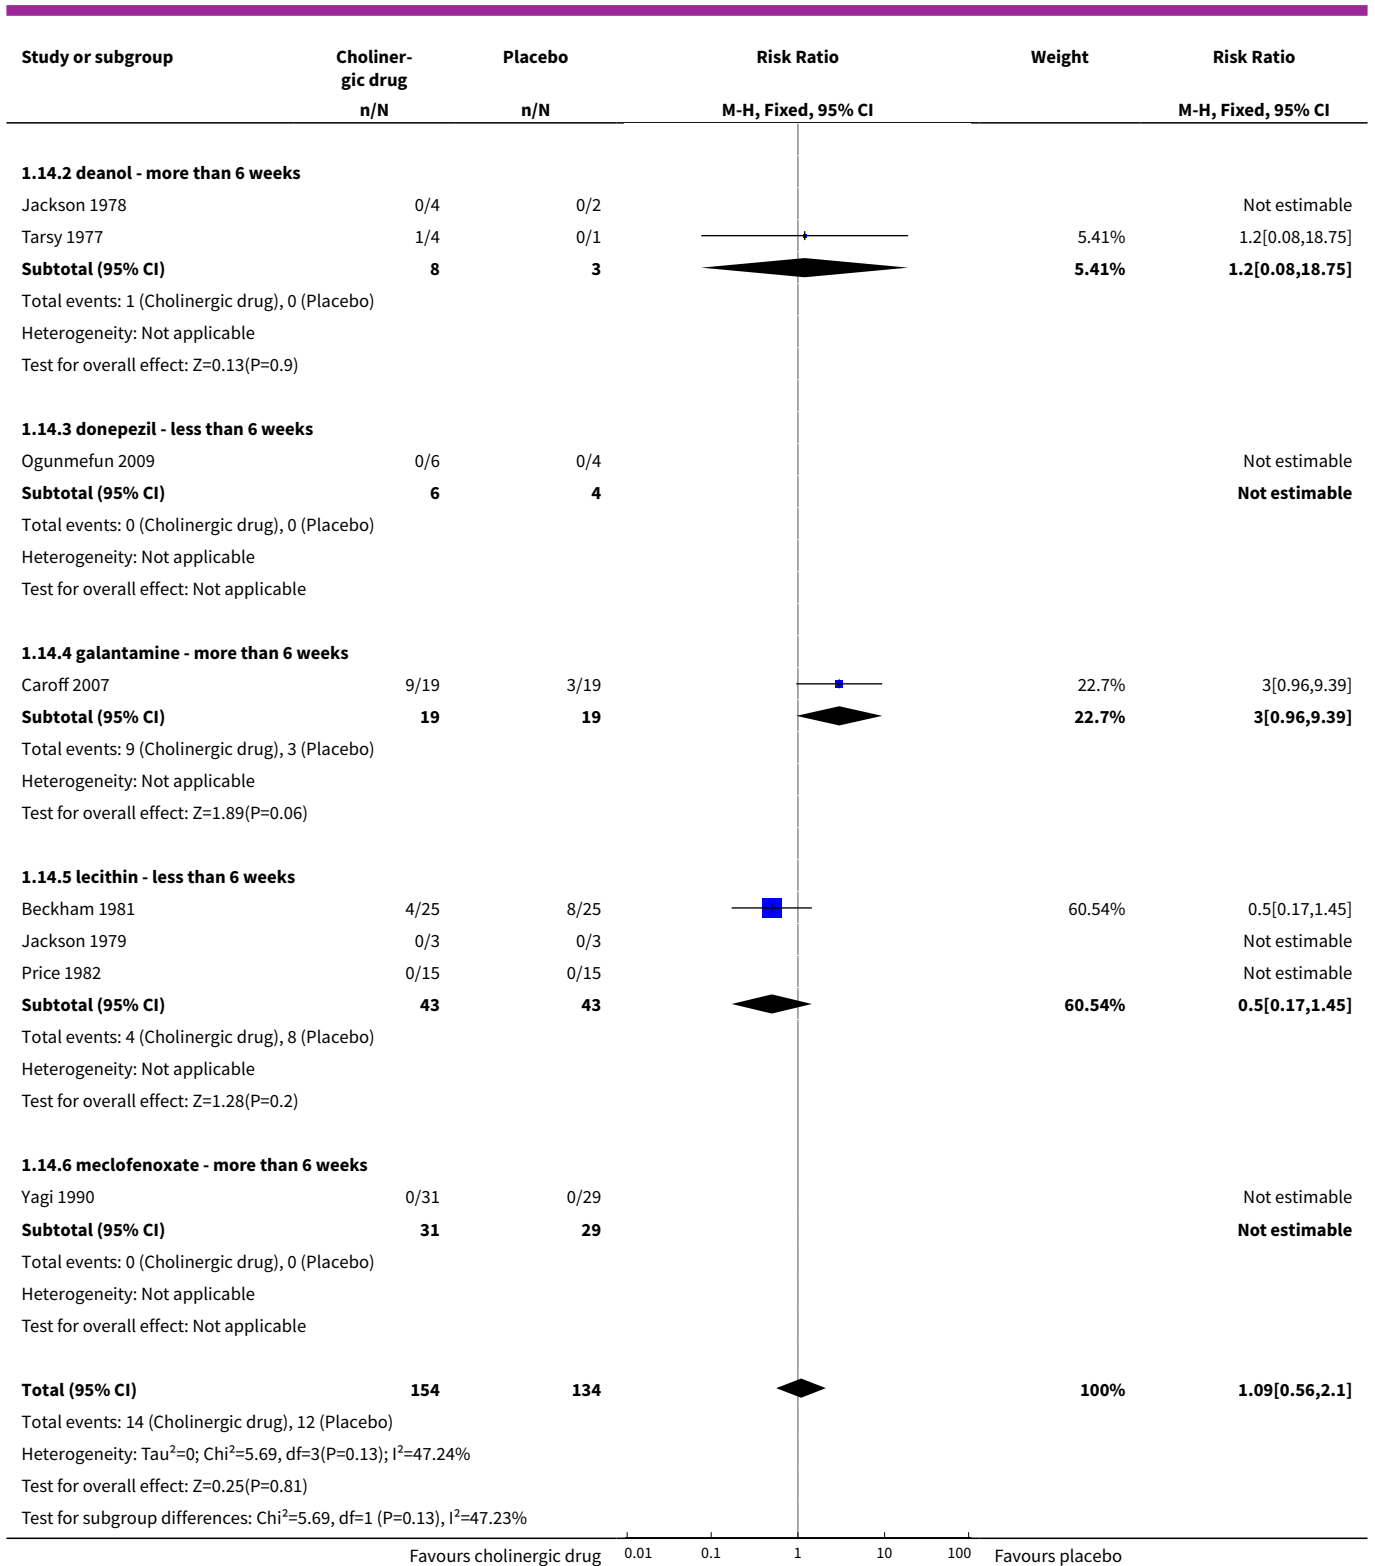 Study or subgroup Choliner- Placebo Risk Ratio Weight Risk Ratio
gic drug
n/N n/N M-H, Fixed, 95% CI M-H, Fixed, 95% CI
1.14.2 deanol - more than 6 weeks
Jackson 1978 0/4 0/2 Not estimable
Tarsy 1977 1/4 0/1 5.41% 1.2[0.08,18.75]
Subtotal (95% CI) 8 3 5.41% 1.2[0.08,18.75]
Total events: 1 (Cholinergic drug), 0 (Placebo)
Heterogeneity: Not applicable
Test for overall effect: Z=0.13(P=0.9)
1.14.3 donepezil - less than 6 weeks
Ogunmefun 2009 0/6 0/4 Not estimable
Subtotal (95% CI) 6 4 Not estimable
Total events: 0 (Cholinergic drug), 0 (Placebo)
Heterogeneity: Not applicable
Test for overall effect: Not applicable
1.14.4 galantamine - more than 6 weeks
Caroff 2007 9/19 3/19 22.7% 3[0.96,9.39]
Subtotal (95% CI) 19 19 22.7% 3[0.96,9.39]
Total events: 9 (Cholinergic drug), 3 (Placebo)
Heterogeneity: Not applicable
Test for overall effect: Z=1.89(P=0.06)
1.14.5 lecithin - less than 6 weeks
Beckham 1981 4/25 8/25 60.54% 0.5[0.17,1.45]
Jackson 1979 0/3 0/3 Not estimable
Price 1982 0/15 0/15 Not estimable
Subtotal (95% CI) 43 43 60.54% 0.5[0.17,1.45]
Total events: 4 (Cholinergic drug), 8 (Placebo)
Heterogeneity: Not applicable
Test for overall effect: Z=1.28(P=0.2)
1.14.6 meclofenoxate - more than 6 weeks
Yagi 1990 0/31 0/29 Not estimable
Subtotal (95% CI) 31 29 Not estimable
Total events: 0 (Cholinergic drug), 0 (Placebo)
Heterogeneity: Not applicable
Test for overall effect: Not applicable
Total (95% CI) 154 134 100% 1.09[0.56,2.1]
Total events: 14 (Cholinergic drug), 12 (Placebo)
Heterogeneity: Tau²=0; Chi²=5.69, df=3(P=0.13); I²=47.24%
Test for overall effect: Z=0.25(P=0.81)
Test for subgroup differences: Chi²=5.69, df=1 (P=0.13), I²=47.23%
Favours cholinergic drug 0.01 0.1 1 10 100 Favours placebo